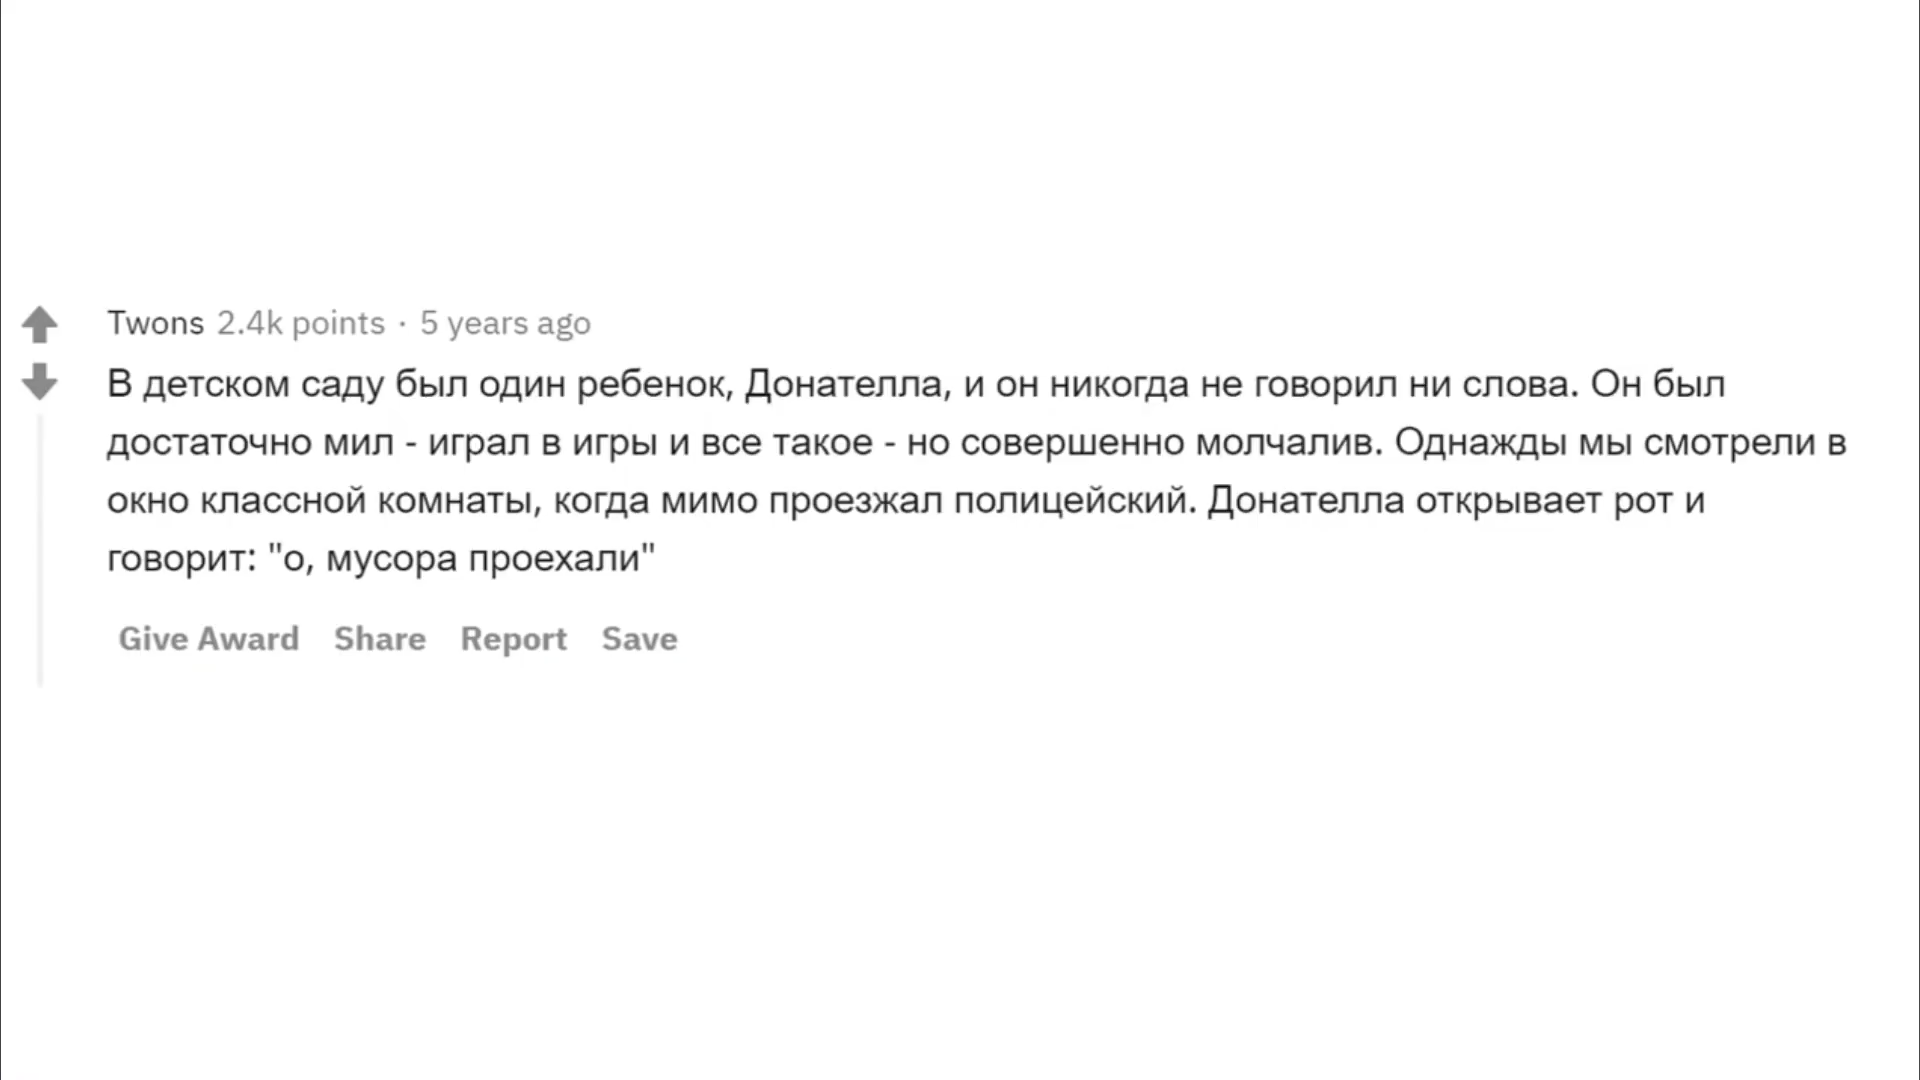 Twons 2.4k points · 5 years ago
В детском саду был один ребенок, Донателла, и он никогда не говорил ни слова. Он был
достаточно мил - играл в игры и все такое - но совершенно молчалив. Однажды мы смотрели в
окно классной комнаты, когда мимо проезжал полицейский. Донателла открывает рот и
говорит: "о, мусора проехали"
Give Award Share Report Save